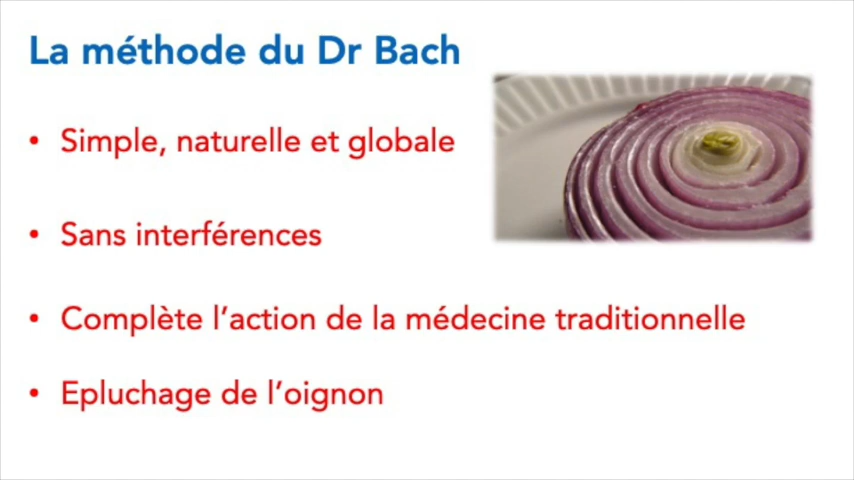 La méthode du Dr Bach
• Simple, naturelle et globale
• Sans interférences
• Complète l’action de la médecine traditionnelle
• Epluchage de l’oignon